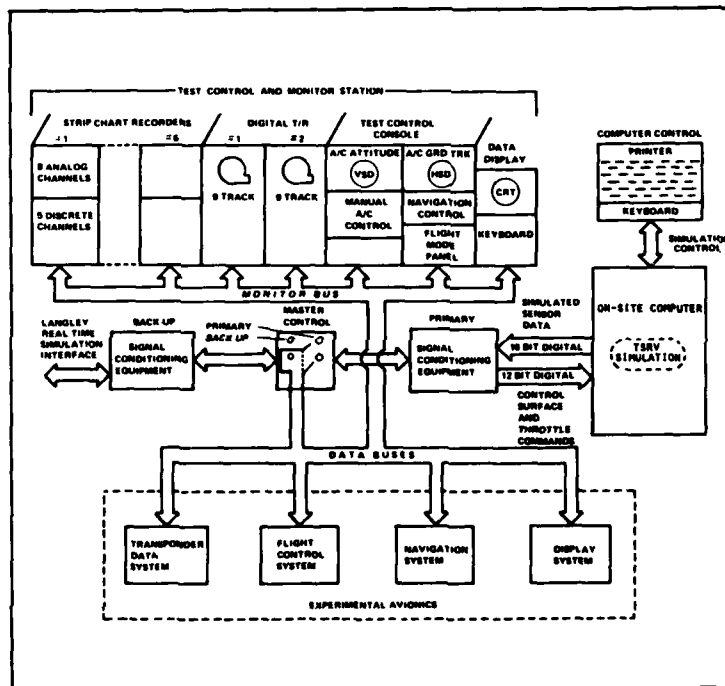 TEST CONTROL AND MONITOR STATION
STRIP CHART RECORDERS
#1
#6
DIGITAL T/R
#1
#2
TEST CONTROL
CONSOLE
DATA
DISPLAY
8 ANALOG
CHANNELS
5 DISCRETE
CHANNELS
9 TRACK
9 TRACK
A/C ATTITUDE
VSD
MANUAL
A/C
CONTROL
A/C GRD TRK
HSD
NAVIGATION
CONTROL
FLIGHT
MODE
PANEL
CRT
KEYBOARD
COMPUTER CONTROL
PRINTER
KEYBOARD
SIMULATION
CONTROL
MONITOR BUS
LANGLEY
REAL TIME
SIMULATION
INTERFACE
BACK-UP
SIGNAL
CONDITIONING
EQUIPMENT
PRIMARY
BACK UP
MASTER
CONTROL
PRIMARY
SIGNAL
CONDITIONING
EQUIPMENT
SIMULATED
SENSOR
DATA
16 BIT DIGITAL
12 BIT DIGITAL
CONTROL
SURFACE
AND
THROTTLE
COMMANDS
ON-SITE COMPUTER
TSRV
SIMULATION
DATA BUSES
TRANSPONDER
DATA
SYSTEM
FLIGHT
CONTROL
SYSTEM
NAVIGATION
SYSTEM
DISPLAY
SYSTEM
EXPERIMENTAL AVIONICS